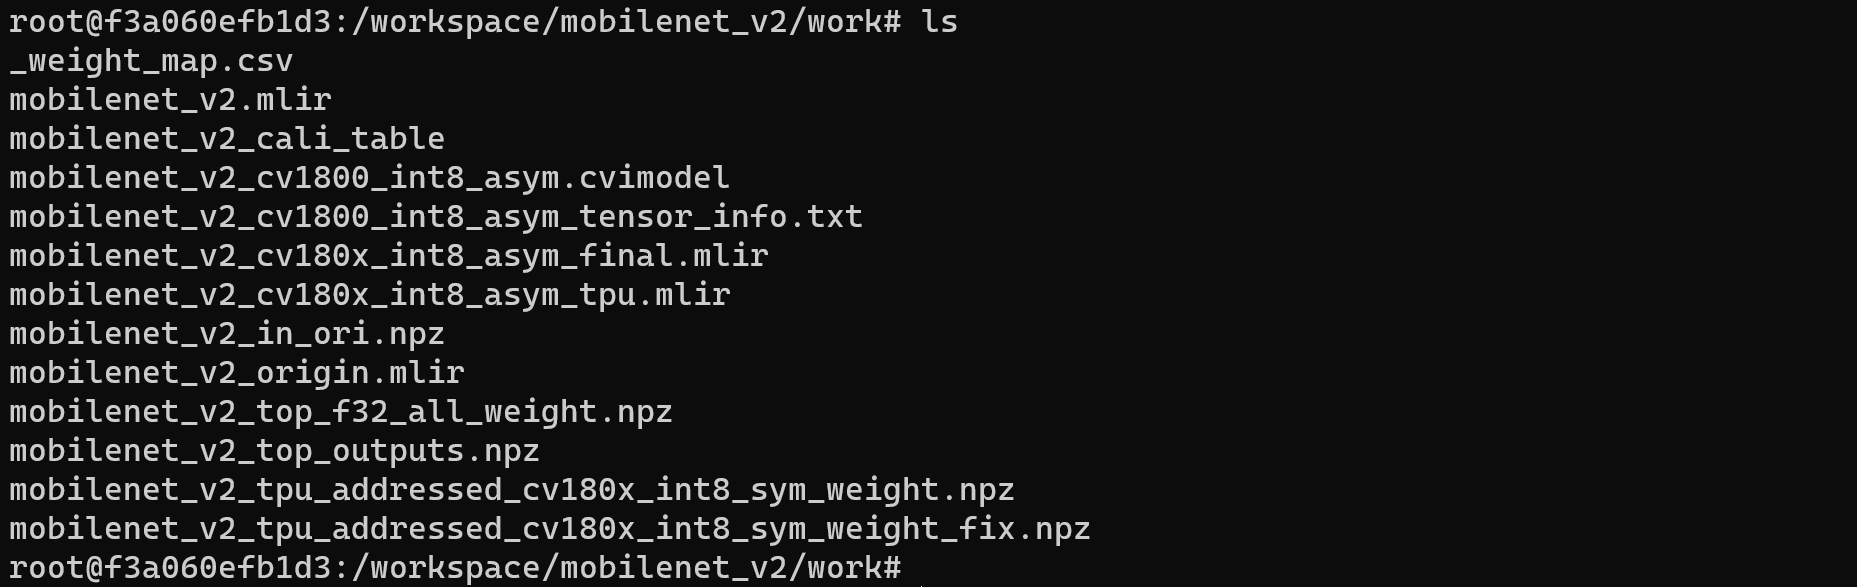 root@f3a060efb1d3:/workspace/mobilenet_v2/work# ls
_weight_map.csv
mobilenet_v2.mlir
mobilenet_v2_cali_table
mobilenet_v2_cv1800_int8_asym.cvimodel
mobilenet_v2_cv1800_int8_asym_tensor_info.txt
mobilenet_v2_cv180x_int8_asym_final.mlir
mobilenet_v2_cv180x_int8_asym_tpu.mlir
mobilenet_v2_in_ori.npz
mobilenet_v2_origin.mlir
mobilenet_v2_top_f32_all_weight.npz
mobilenet_v2_top_outputs.npz
mobilenet_v2_tpu_addressed_cv180x_int8_sym_weight.npz
mobilenet_v2_tpu_addressed_cv180x_int8_sym_weight_fix.npz
root@f3a060efb1d3:/workspace/mobilenet_v2/work#